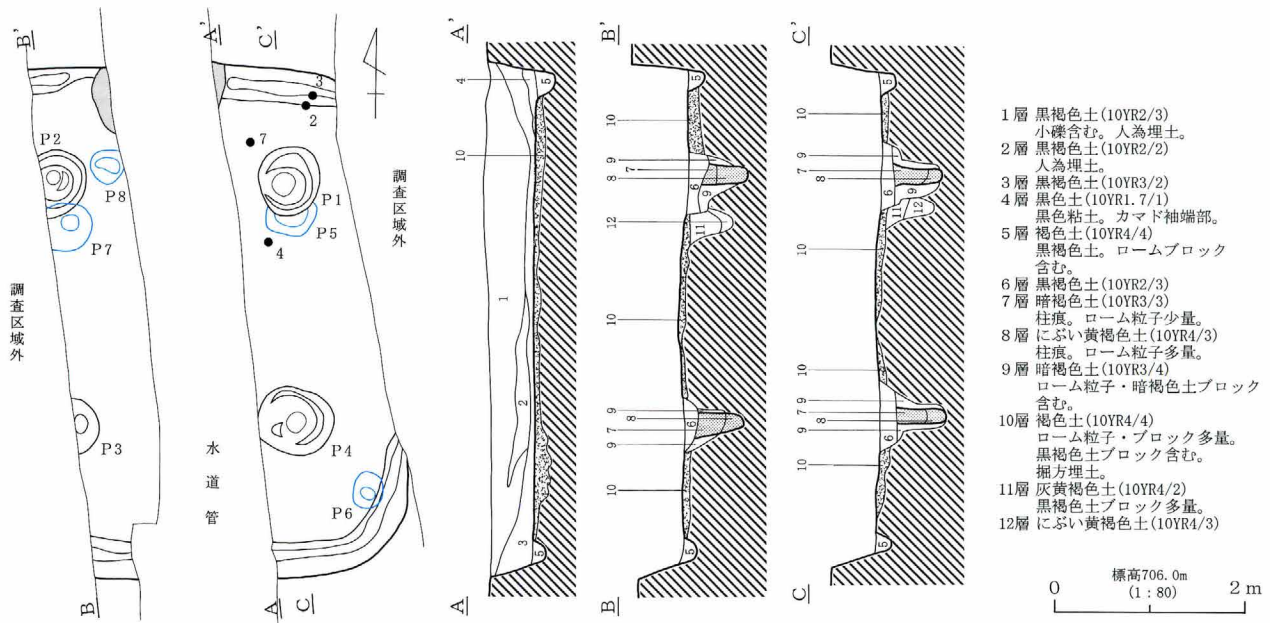 B'
A'
C'
3
2
7
P2
P8
P1
P5
P7
4
調査区域外
調査区域外
P3
P4
P6
水道管
B
A
C
A'
4
5
10
1
2
3
5
A
B'
5
10
9
7
8
6
9
12
11
10
9
8
7
9
6
10
5
B
C'
5
10
9
7
8
6
9
11
12
10
10
9
7
8
9
6
10
5
C
1層 黒褐色土(10YR2/3)
小礫含む。人為埋土。
2層 黒褐色土(10YR2/2)
人為埋土。
3層 黒褐色土(10YR3/2)
4層 黒色土(10YR1.7/1)
黒色粘土。カマド袖端部。
5層 褐色土(10YR4/4)
黒褐色土。ロームブロック
含む。
6層 黒褐色土(10YR2/3)
7層 暗褐色土(10YR3/3)
柱痕。ローム粒子少量。
8層 にぶい黄褐色土(10YR4/3)
柱痕。ローム粒子多量。
9層 暗褐色土(10YR3/4)
ローム粒子・暗褐色土ブロック
含む。
10層 褐色土(10YR4/4)
ローム粒子・ブロック多量。
黒褐色土ブロック含む。
掘方埋土。
11層 灰黄褐色土(10YR4/2)
黒褐色土ブロック多量。
12層 にぶい黄褐色土(10YR4/3)
標高706.0m
(1:80)
0 2m